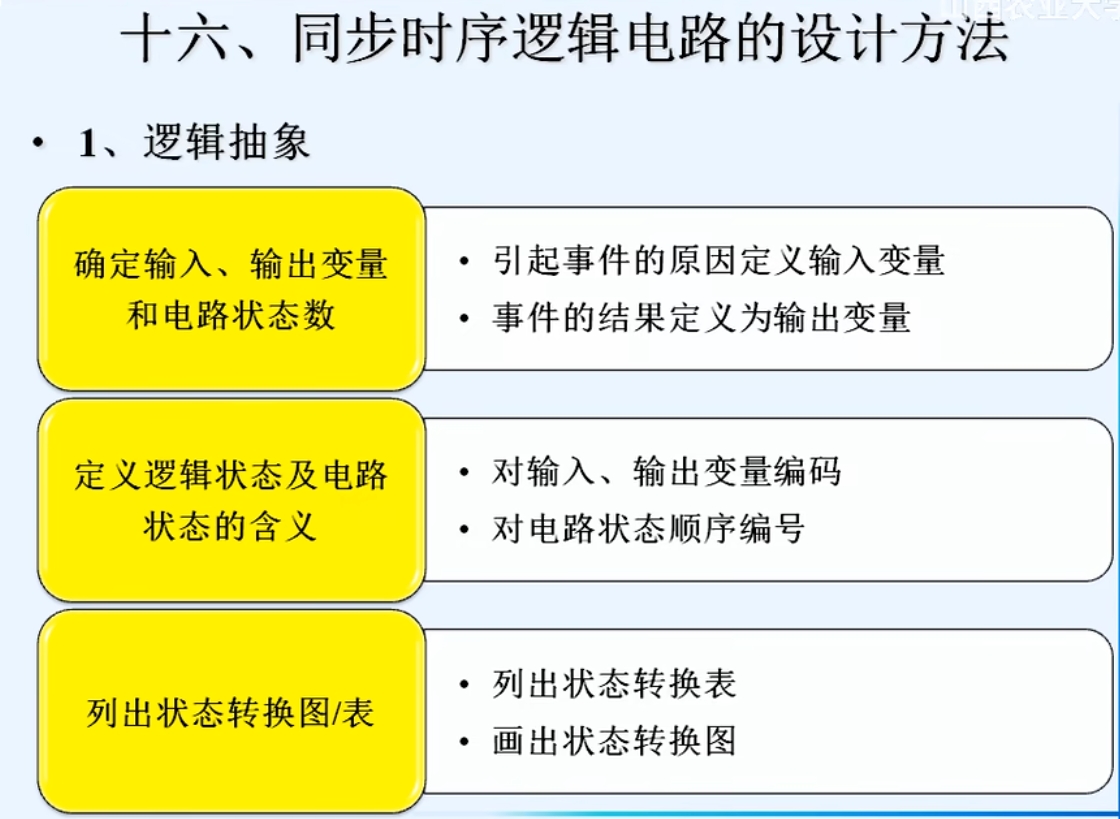 十六、同步时序逻辑电路的设计方法
• 1、逻辑抽象
确定输入、输出变量
和电路状态数
• 引起事件的原因定义输入变量
• 事件的结果定义为输出变量
定义逻辑状态及电路
状态的含义
• 对输入、输出变量编码
• 对电路状态顺序编号
列出状态转换图/表
• 列出状态转换表
• 画出状态转换图